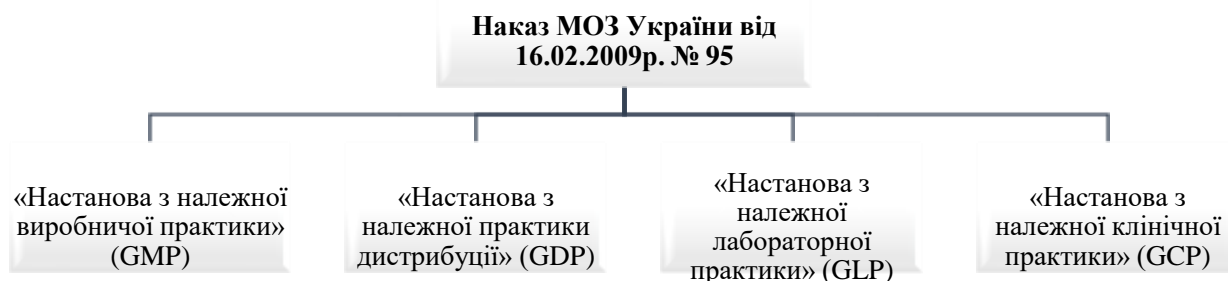 Наказ МОЗ України від
16.02.2009р. № 95
«Настанова з належної
виробничої практики»
(GMP)
«Настанова з
належної практики
дистрибуції» (GDP)
«Настанова з
належної
лабораторної
практики» (GLP)
«Настанова з
належної клінічної
практики» (GCP)